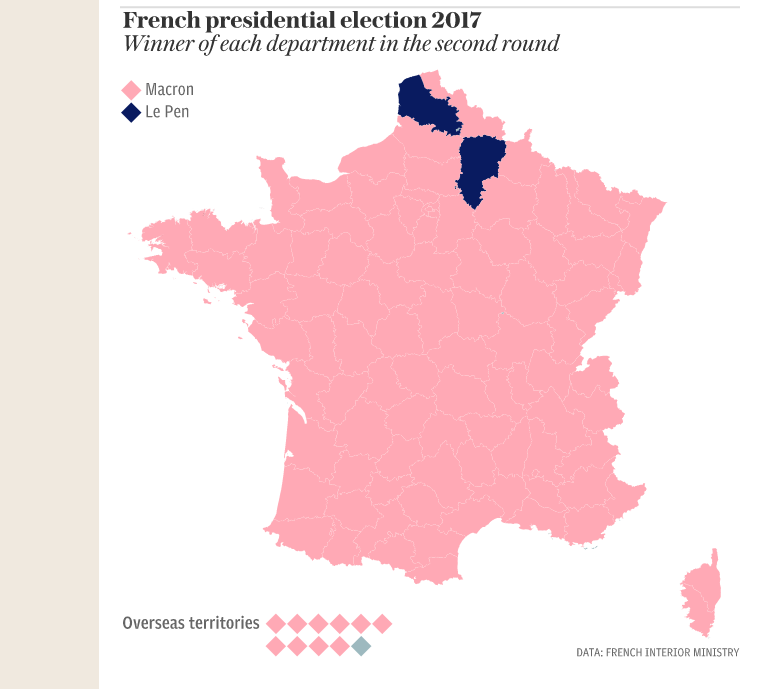 French presidential election 2017
Winner of each department in the second round
Macron
Le Pen
Overseas territories
DATA: FRENCH INTERIOR MINISTRY